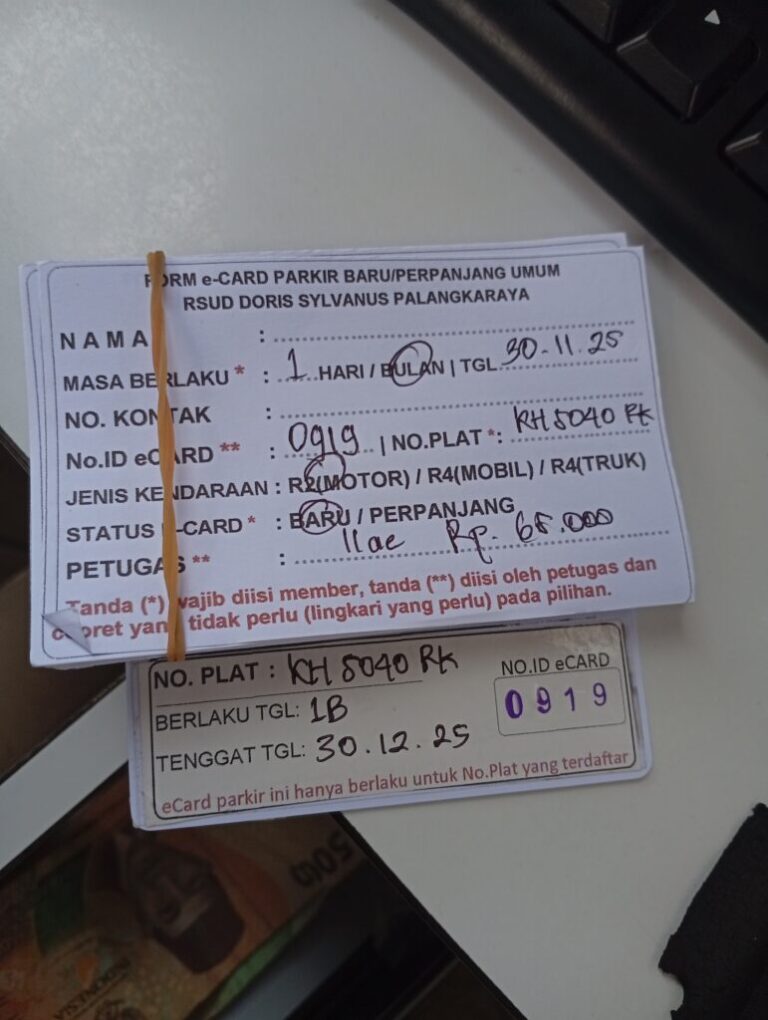 FORM e-CARD PARKIR BARU/PERPANJANG UMUM
RSUD DORIS SYLVANUS PALANGKARAYA
NAMA :
MASA BERLAKU * : 1 HARI / BULAN | TGL 30-11.25
NO. KONTAK :
No.ID eCARD ** : 0919 | NO.PLAT *: KH 5040 RK
JENIS KENDARAAN : R2(MOTOR) / R4(MOBIL) / R4(TRUK)
STATUS e-CARD * : BARU / PERPANJANG
PETUGAS ** : Rp. 65.000
Tanda (*) wajib diisi member, tanda (**) diisi oleh petugas dan
coret yang tidak perlu (lingkari yang perlu) pada pilihan.
NO. PLAT : KH 5040 RK
NO.ID eCARD
0919
BERLAKU TGL: 1B
TENGGAT TGL: 30.12.25
eCard parkir ini hanya berlaku untuk No.Plat yang terdaftar